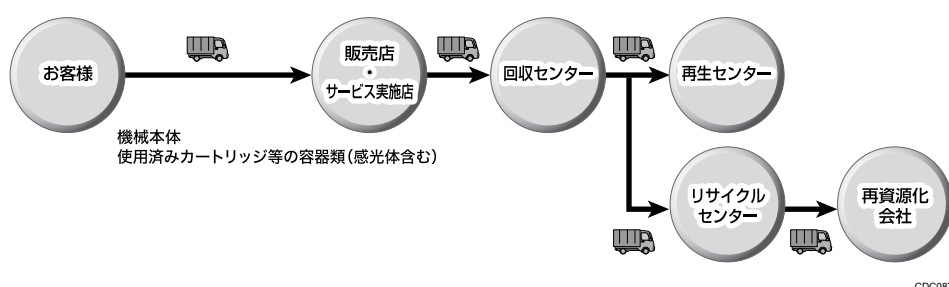 お客様
販売店
・
サービス実施店
回収センター
再生センター
機械本体
使用済みカートリッジ等の容器類（感光体含む）
リサイクル
センター
再資源化
会社